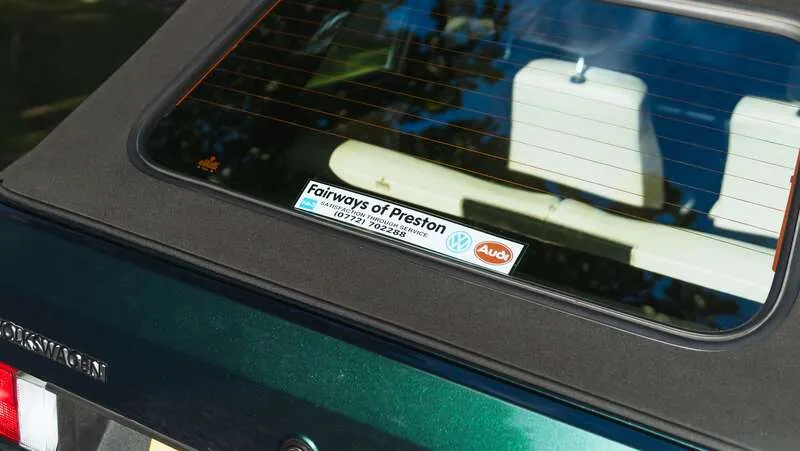 Fairways of Preston
SATISFACTION THROUGH SERVICE
(0772) 702288
Audi
VOLKSWAGEN